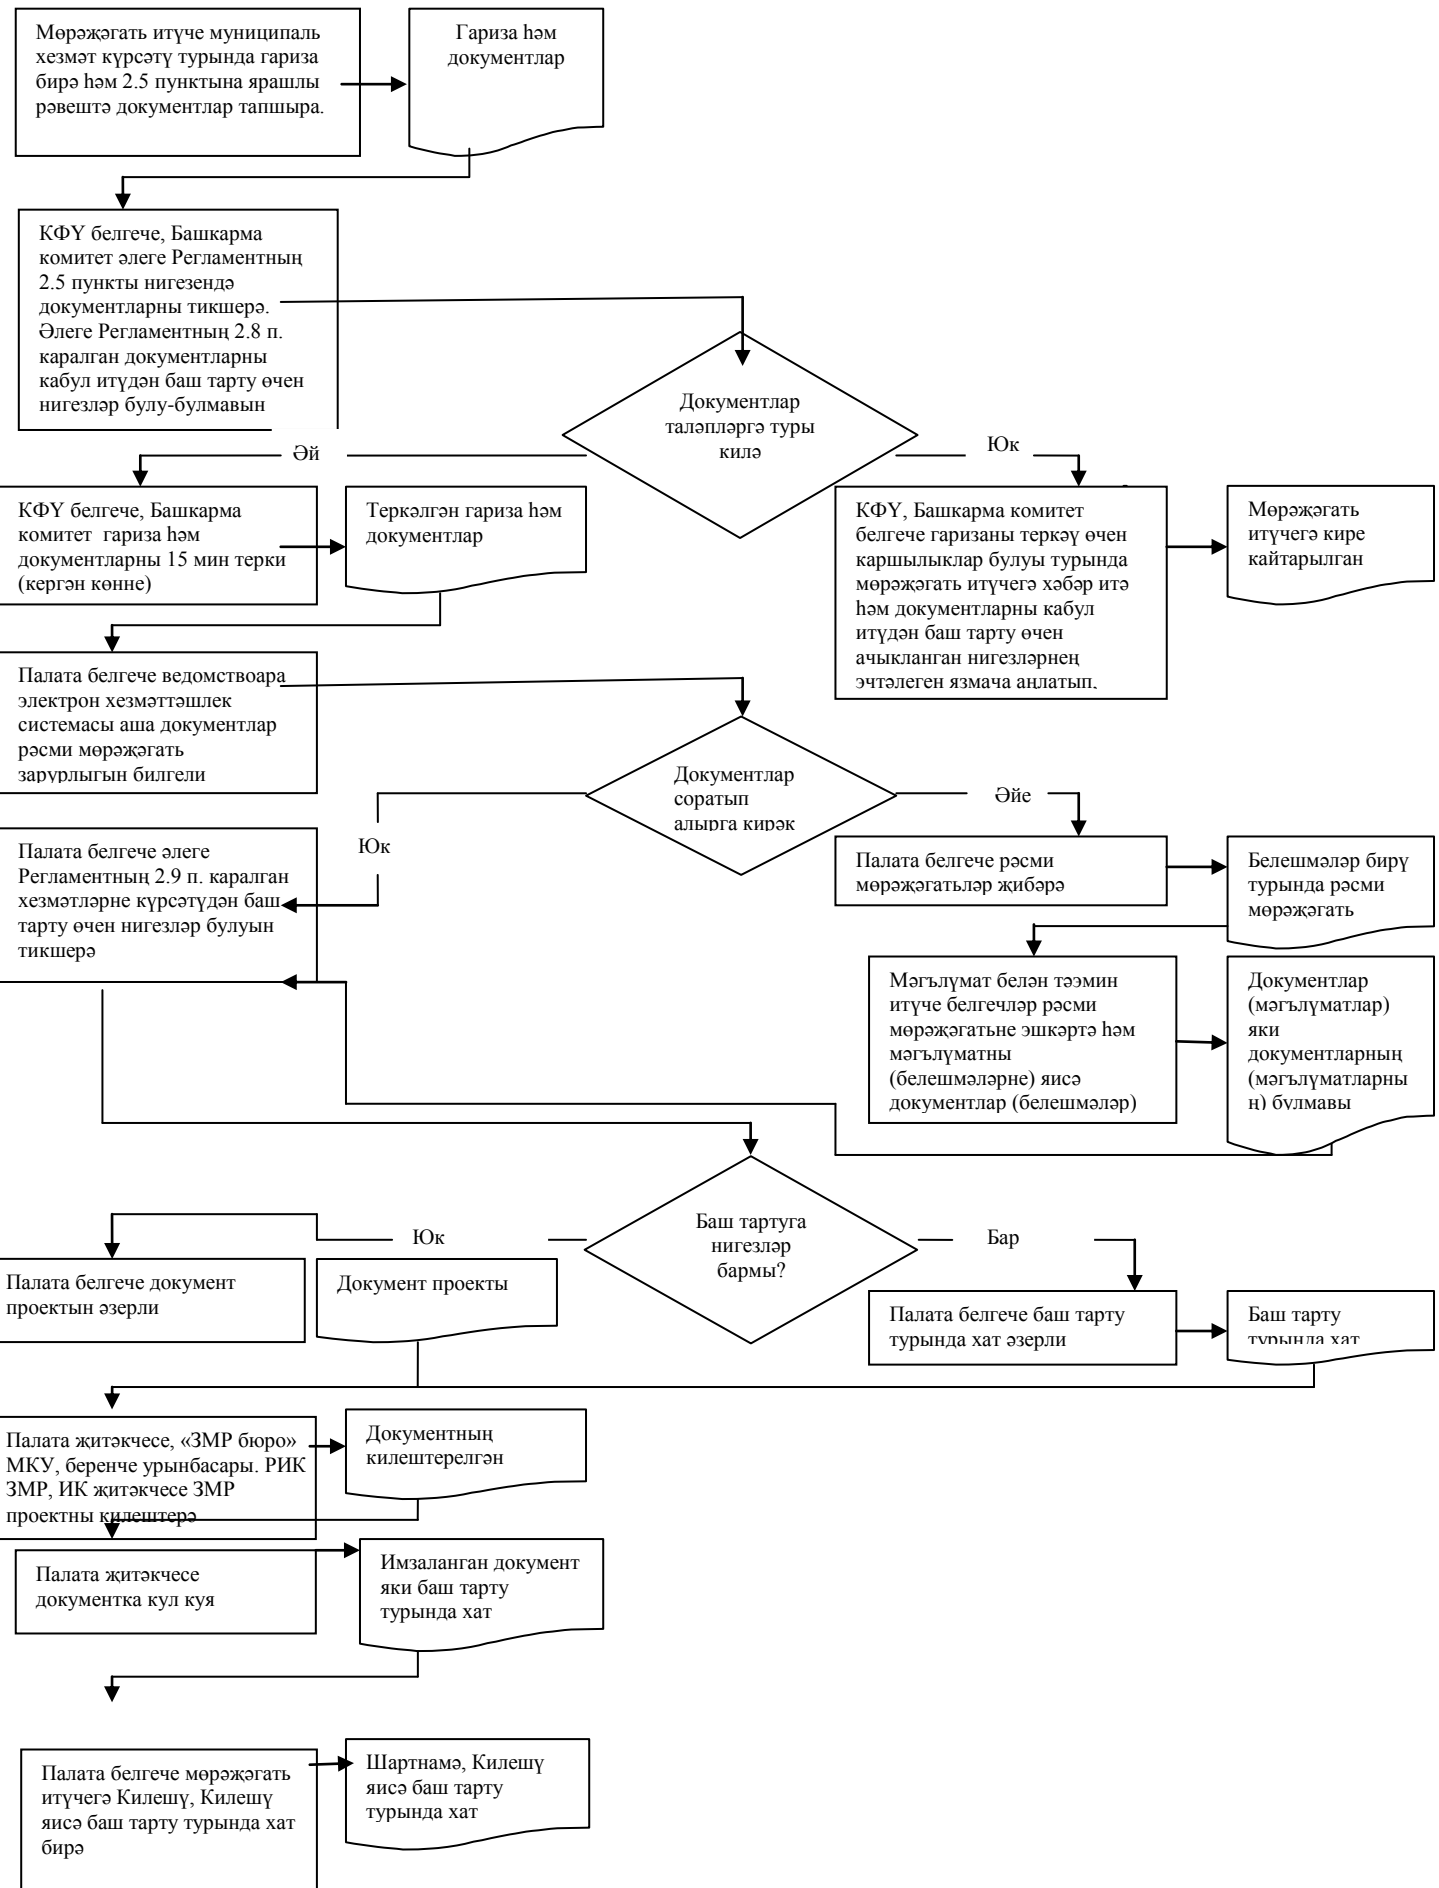 Мөрәҗәгать итүче муниципаль
хезмәт күрсәтү турында гариза
бирә һәм 2.5 пунктына ярашлы
рәвештә документлар тапшыра.
Гариза һәм
документлар
КФҮ белгече, Башкарма
комитет әлеге Регламентның
2.5 пункты нигезендә
документларны тикшерә.
Әлеге Регламентның 2.8 п.
каралган документларны
кабул итүдән баш тарту өчен
нигезләр булу-булмавын
Документлар
таләпләргә туры
килә
Әй
Юк
КФҮ белгече, Башкарма
комитет гариза һәм
документларны 15 мин терки
(кергән көнне)
Теркәлгән гариза һәм
документлар
КФҮ, Башкарма комитет
белгече гаризаны теркәү өчен
каршылыклар булуы турында
мөрәҗәгать итүчегә хәбәр итә
һәм документларны кабул
итүдән баш тарту өчен
ачыкланган нигезләрнең
эчтәлеген язмача аңлатып,
Мөрәҗәгать
итүчегә кире
кайтарылган
Палата белгече ведомствоара
электрон хезмәттәшлек
системасы аша документлар
рәсми мөрәҗәгать
зарурлыгын билгели
Документлар
соратып
алырга кирәк
Юк
Әйе
Палата белгече әлеге
Регламентның 2.9 п. каралган
хезмәтләрне күрсәтүдән баш
тарту өчен нигезләр булуын
тикшерә
Палата белгече рәсми
мөрәҗәгатьләр җибәрә
Белешмәләр бирү
турында рәсми
мөрәҗәгать
Мәгълүмат белән тәэмин
итүче белгечләр рәсми
мөрәҗәгатьне эшкәртә һәм
мәгълүматны
(белешмәләрне) яисә
документлар (белешмәләр)
Документлар
(мәгълүматлар)
яки
документларның
(мәгълүматларны
ң) булмавы
Баш тартуга
нигезләр
бармы?
Юк
Бар
Палата белгече документ
проектын әзерли
Документ проекты
Палата белгече баш тарту
турында хат әзерли
Баш тарту
турында хат
Палата җитәкчесе, «ЗМР бюро»
МКУ, беренче урынбасары. РИК
ЗМР, ИК җитәкчесе ЗМР
проектны килештерә
Документның
килештерелгән
Палата җитәкчесе
документка кул куя
Имзаланган документ
яки баш тарту
турында хат
Палата белгече мөрәҗәгать
итүчегә Килешү, Килешү
яисә баш тарту турында хат
бирә
Шартнамә, Килешү
яисә баш тарту
турында хат